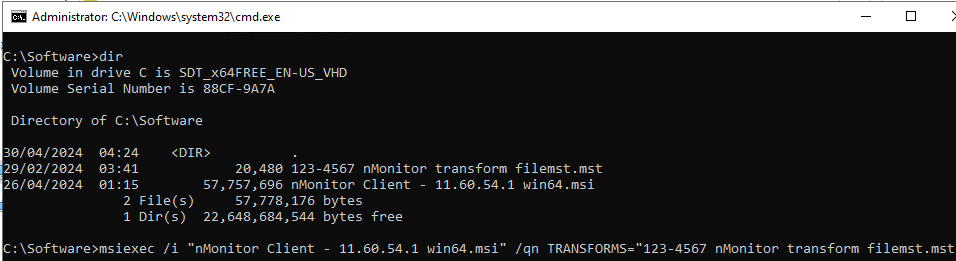 Administrator: C:\Windows\system32\cmd.exe
C:\Software>dir
 Volume in drive C is SDT_x64FREE_EN-US_VHD
 Volume Serial Number is 88CF-9A7A
 Directory of C:\Software
30/04/2024  04:24    <DIR>          .
29/02/2024  03:41            20,480 123-4567 nMonitor transform filemst.mst
26/04/2024  01:15        57,757,696 nMonitor Client - 11.60.54.1 win64.msi
               2 File(s)     57,778,176 bytes
               1 Dir(s)  22,648,684,544 bytes free
C:\Software>msiexec /i "nMonitor Client - 11.60.54.1 win64.msi" /qn TRANSFORMS="123-4567 nMonitor transform filemst.mst